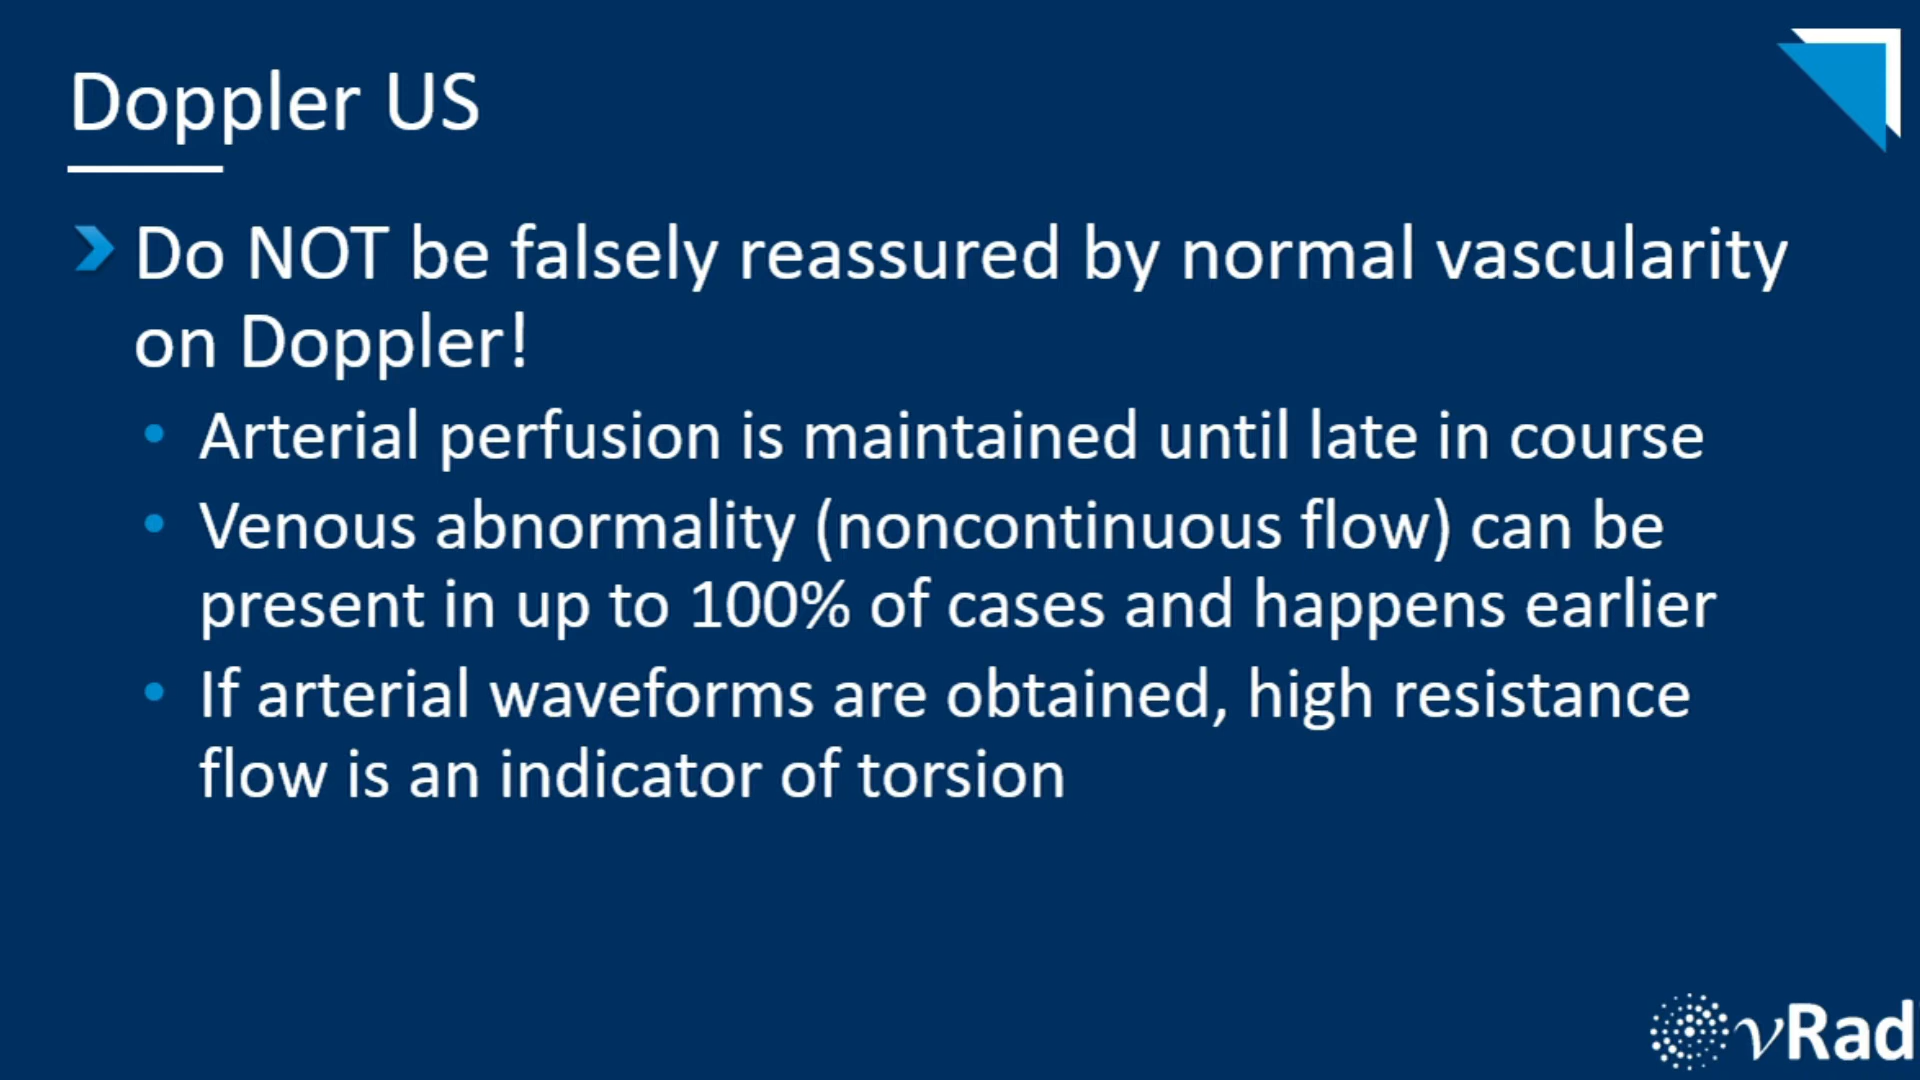 Doppler US
Do NOT be falsely reassured by normal vascularity
on Doppler!
• Arterial perfusion is maintained until late in course
• Venous abnormality (noncontinuous flow) can be
present in up to 100% of cases and happens earlier
• If arterial waveforms are obtained, high resistance
flow is an indicator of torsion
vRad